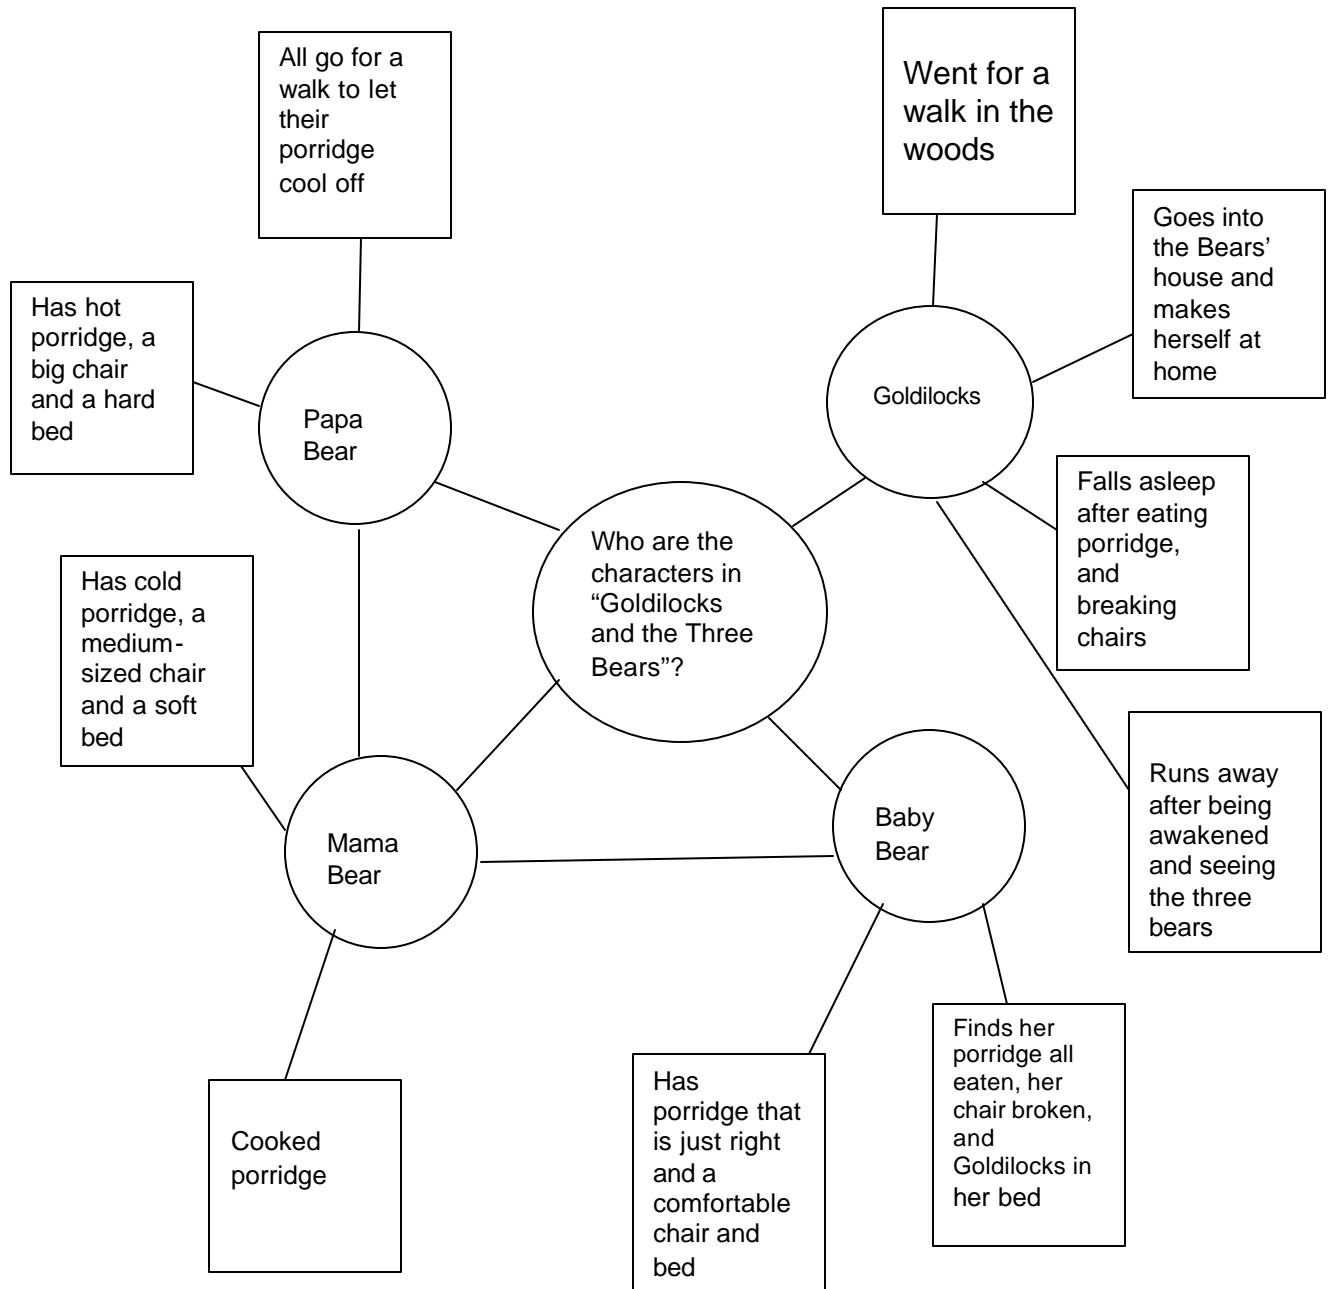 All go for a
walk to let
their
porridge
cool off
Went for a
walk in the
woods
Goes into
the Bears’
house and
makes
herself at
home
Has hot
porridge, a
big chair
and a hard
bed
Papa
Bear
Goldilocks
Falls asleep
after eating
porridge,
and
breaking
chairs
Who are the
characters in
“Goldilocks
and the Three
Bears”?
Has cold
porridge, a
medium-
sized chair
and a soft
bed
Runs away
after being
awakened
and seeing
the three
bears
Mama
Bear
Baby
Bear
Cooked
porridge
Has
porridge that
is just right
and a
comfortable
chair and
bed
Finds her
porridge all
eaten, her
chair broken,
and
Goldilocks in
her bed